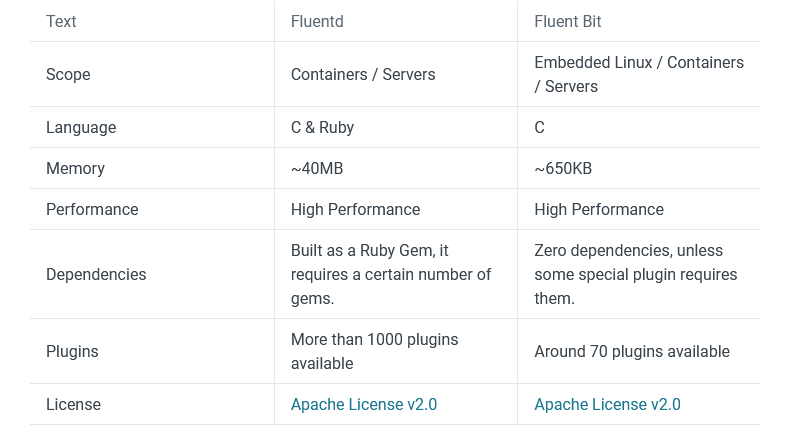 Text Fluentd Fluent Bit
Scope Containers / Servers Embedded Linux / Containers
/ Servers
Language C & Ruby C
Memory ~40MB ~650KB
Performance High Performance High Performance
Dependencies Built as a Ruby Gem, it
requires a certain number of
gems. Zero dependencies, unless
some special plugin requires
them.
Plugins More than 1000 plugins
available Around 70 plugins available
License Apache License v2.0 Apache License v2.0